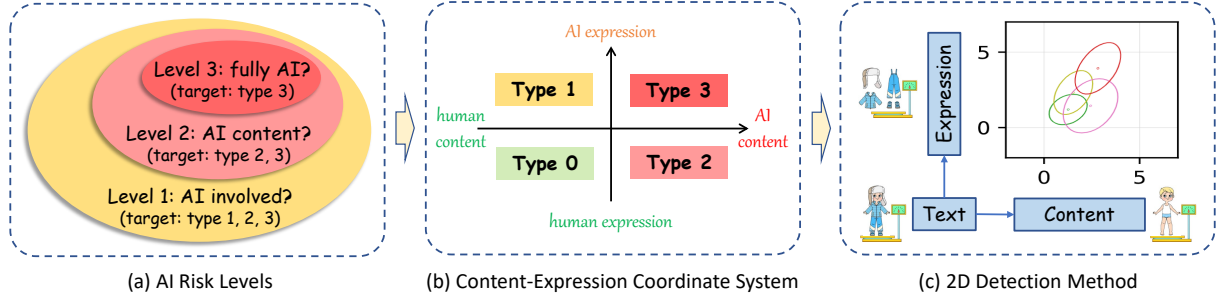 Level 3: fully AI?
(target: type 3)
Level 2: AI content?
(target: type 2, 3)
Level 1: AI involved?
(target: type 1, 2, 3)
(a) AI Risk Levels
AI expression
Type 1
Type 3
human
content
AI
content
Type 0
Type 2
human expression
(b) Content-Expression Coordinate System
Expression
5
0
0
5
Text
Content
(c) 2D Detection Method